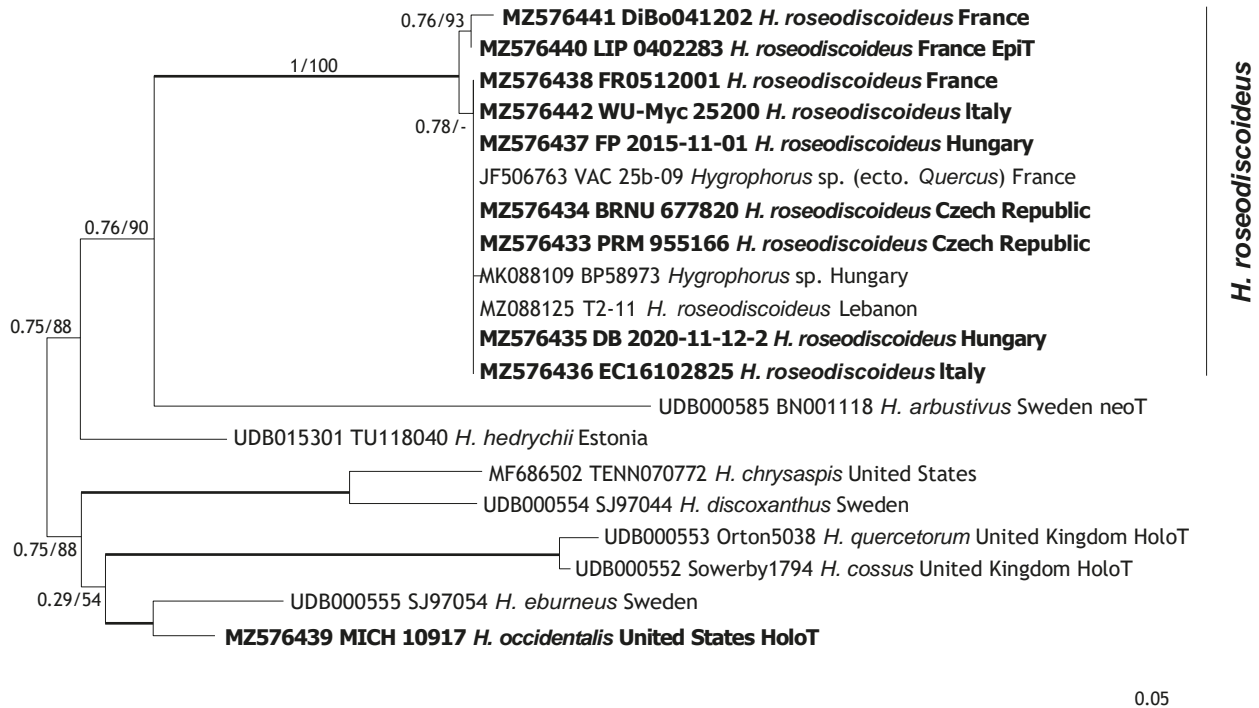 0.76/93
MZ576441 DiBo041202 H. roseodiscoideus France
MZ576440 LIP 0402283 H. roseodiscoideus France EpiT
1/100
MZ576438 FR0512001 H. roseodiscoideus France
MZ576442 WU-Myc 25200 H. roseodiscoideus Italy
0.78/-
MZ576437 FP 2015-11-01 H. roseodiscoideus Hungary
JF506763 VAC 25b-09 Hygrophorus sp. (ecto. Quercus) France
MZ576434 BRNU 677820 H. roseodiscoideus Czech Republic
0.76/90
MZ576433 PRM 955166 H. roseodiscoideus Czech Republic
MK088109 BP58973 Hygrophorus sp. Hungary
MZ088125 T2-11 H. roseodiscoideus Lebanon
0.75/88
MZ576435 DB 2020-11-12-2 H. roseodiscoideus Hungary
MZ576436 EC16102825 H. roseodiscoideus Italy
H. roseodiscoideus
UDB000585 BN001118 H. arbustivus Sweden neoT
UDB015301 TU118040 H. hedrychii Estonia
MF686502 TENN070772 H. chrysaspis United States
UDB000554 SJ97044 H. discoxanthus Sweden
UDB000553 Orton5038 H. quercetorum United Kingdom HoloT
0.75/88
UDB000552 Sowerby1794 H. cossus United Kingdom HoloT
0.29/54
UDB000555 SJ97054 H. eburneus Sweden
MZ576439 MICH 10917 H. occidentalis United States HoloT
0.05